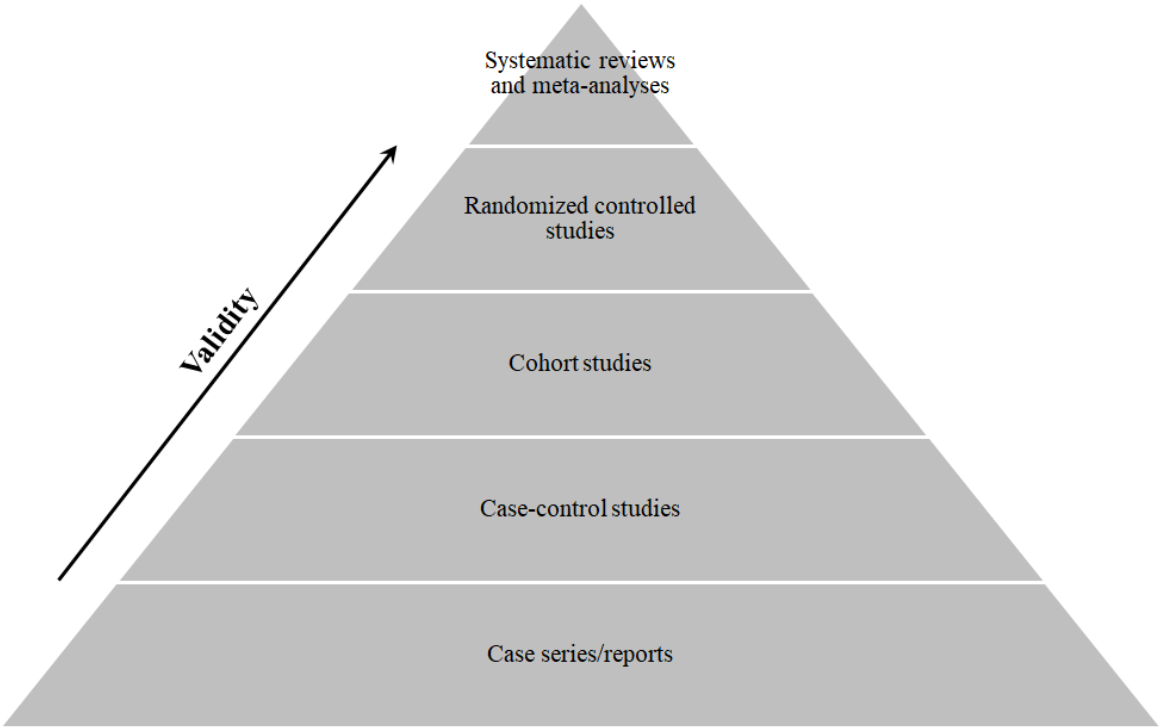 Systematic reviews
and meta-analyses
Randomized controlled
studies
Validity
Cohort studies
Case-control studies
Case series/reports